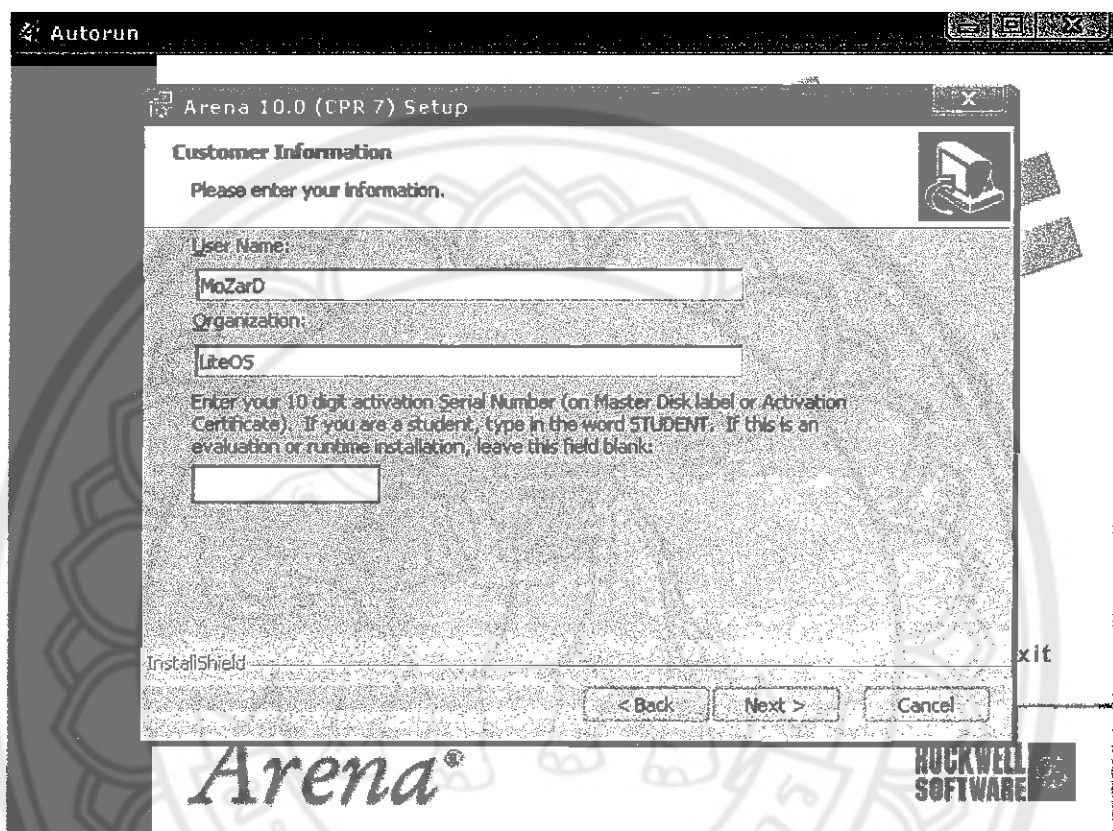 Autorun
Arena 10.0 (CPR 7) Setup
Customer Information
Please enter your information.
User Name:
MoZarD
Organization:
LiteOS
Enter your 10 digit activation Serial Number (on Master Disk label or Activation
Certificate). If you are a student, type in the word STUDENT. If this is an
evaluation or runtime installation, leave this field blank:
xit
InstallShield
< Back Next > Cancel
Arena®
ROCKWELL
SOFTWARE